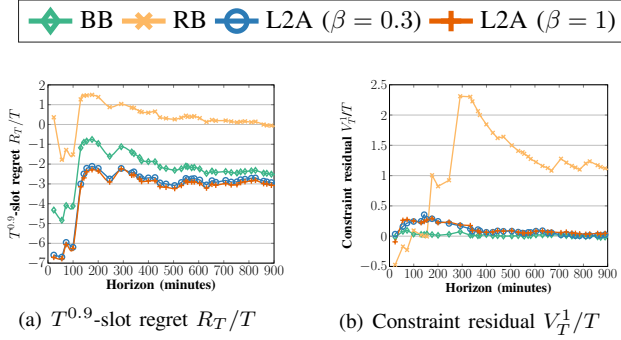 BB RB L2A (β = 0.3) L2A (β = 1)
T^0.9-slot regret R_T/T
2
1
0
−1
−2
−3
−4
−5
−6
−7
0 100 200 300 400 500 600 700 800 900
Horizon (minutes)
(a) T^0.9-slot regret R_T/T
Constraint residual V_T^1/T
2.5
2
1.5
1
0.5
0
−0.5
0 100 200 300 400 500 600 700 800 900
Horizon (minutes)
(b) Constraint residual V_T^1/T